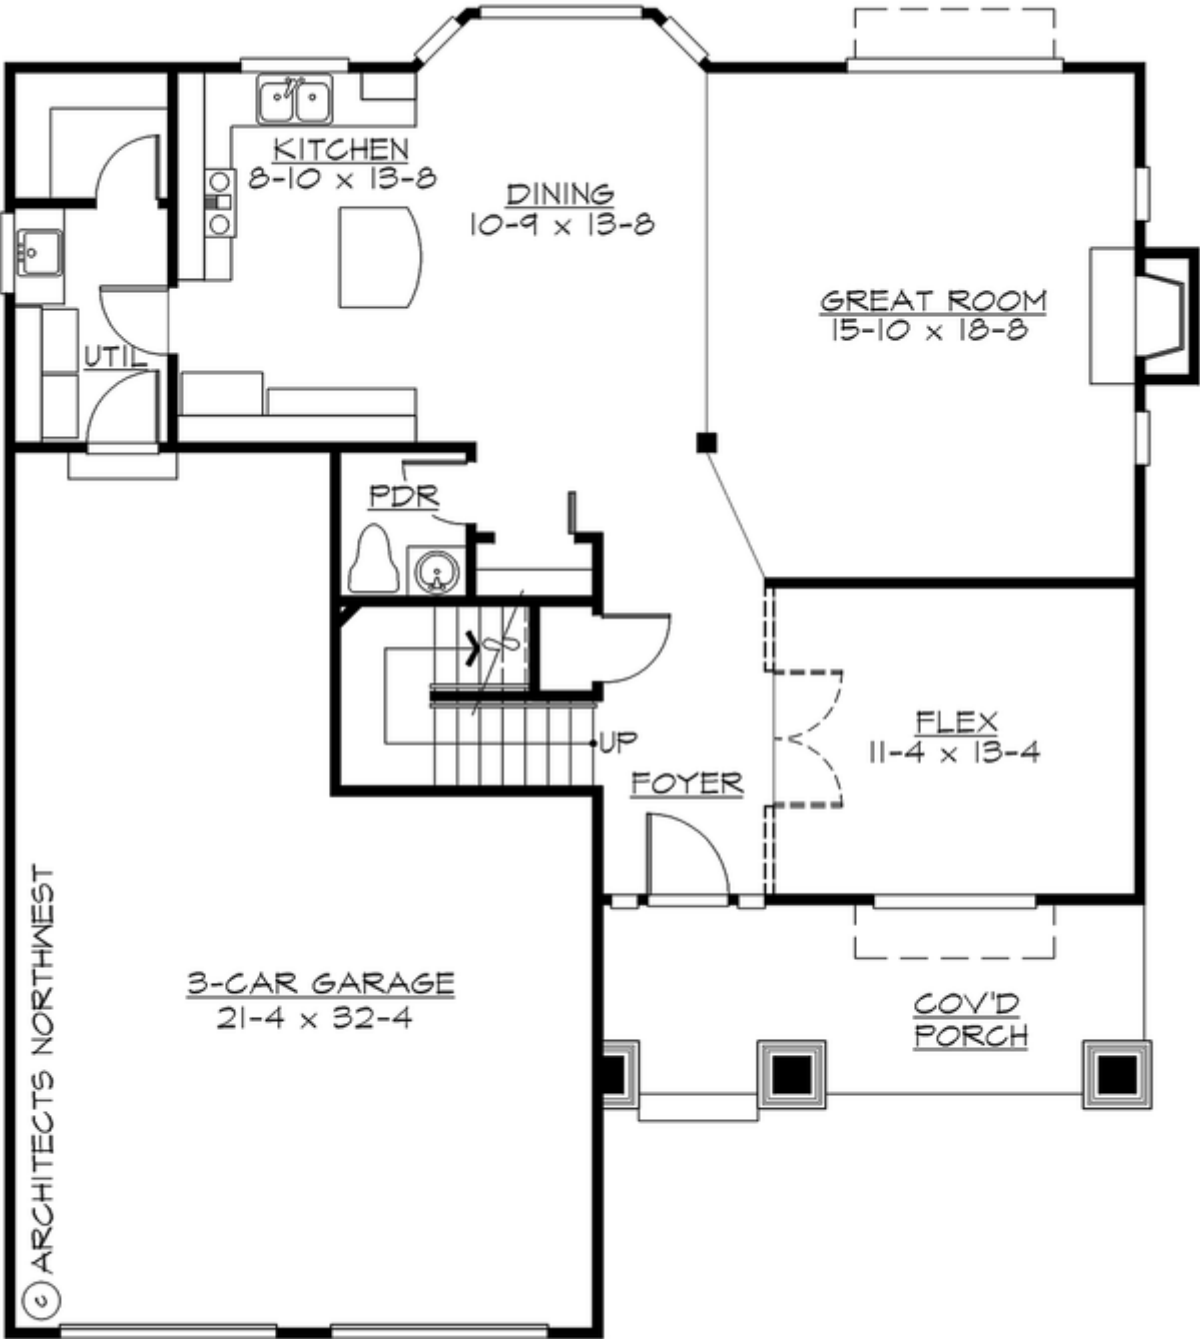 KITCHEN
8-10 x 13-8
DINING
10-9 x 13-8
GREAT ROOM
15-10 x 18-8
UTIL
PDR
UP
FOYER
FLEX
11-4 x 13-4
3-CAR GARAGE
21-4 x 32-4
COV'D
PORCH
© ARCHITECTS NORTHWEST